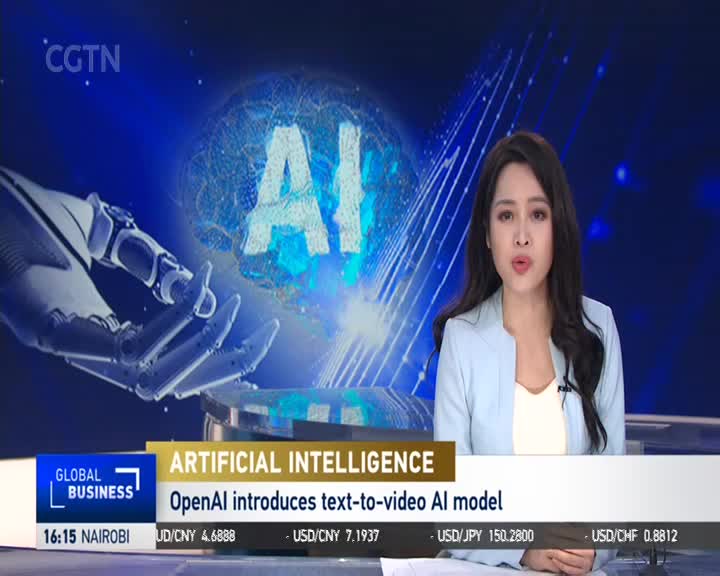 CGTN
AI
ARTIFICIAL INTELLIGENCE
GLOBAL
BUSINESS
OpenAI introduces text-to-video AI model
16:15 NAIROBI
UD/CNY 4.6888 - USD/CNY 7.1937 - USD/JPY 150.2800 - USD/CHF 0.8812